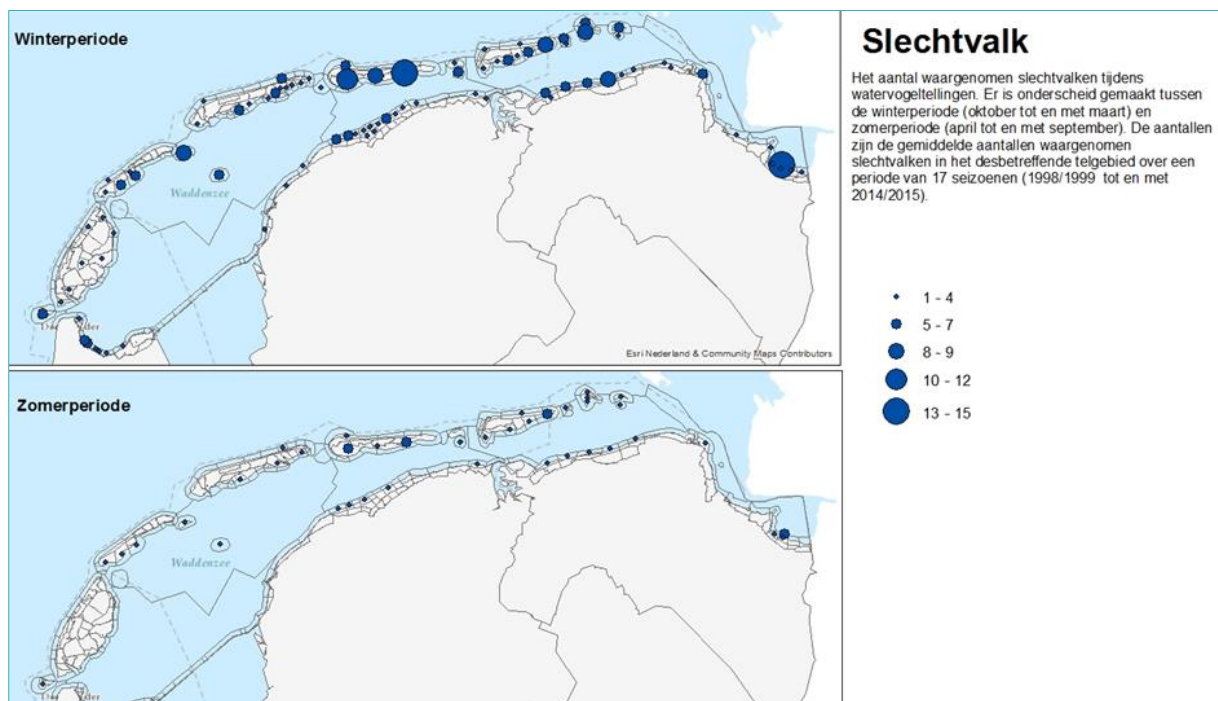 Winterperiode
Waddenzee
Esri Nederland & Community Maps Contributors
Zomerperiode
Waddenzee
Slechtvalk
Het aantal waargenomen slechtvalken tijdens
watervogeltellingen. Er is onderscheid gemaakt tussen
de winterperiode (oktober tot en met maart) en
zomerperiode (april tot en met september). De aantallen
zijn de gemiddelde aantallen waargenomen
slechtvalken in het desbetreffende telgebied over een
periode van 17 seizoenen (1998/1999 tot en met
2014/2015).
1 - 4
5 - 7
8 - 9
10 - 12
13 - 15